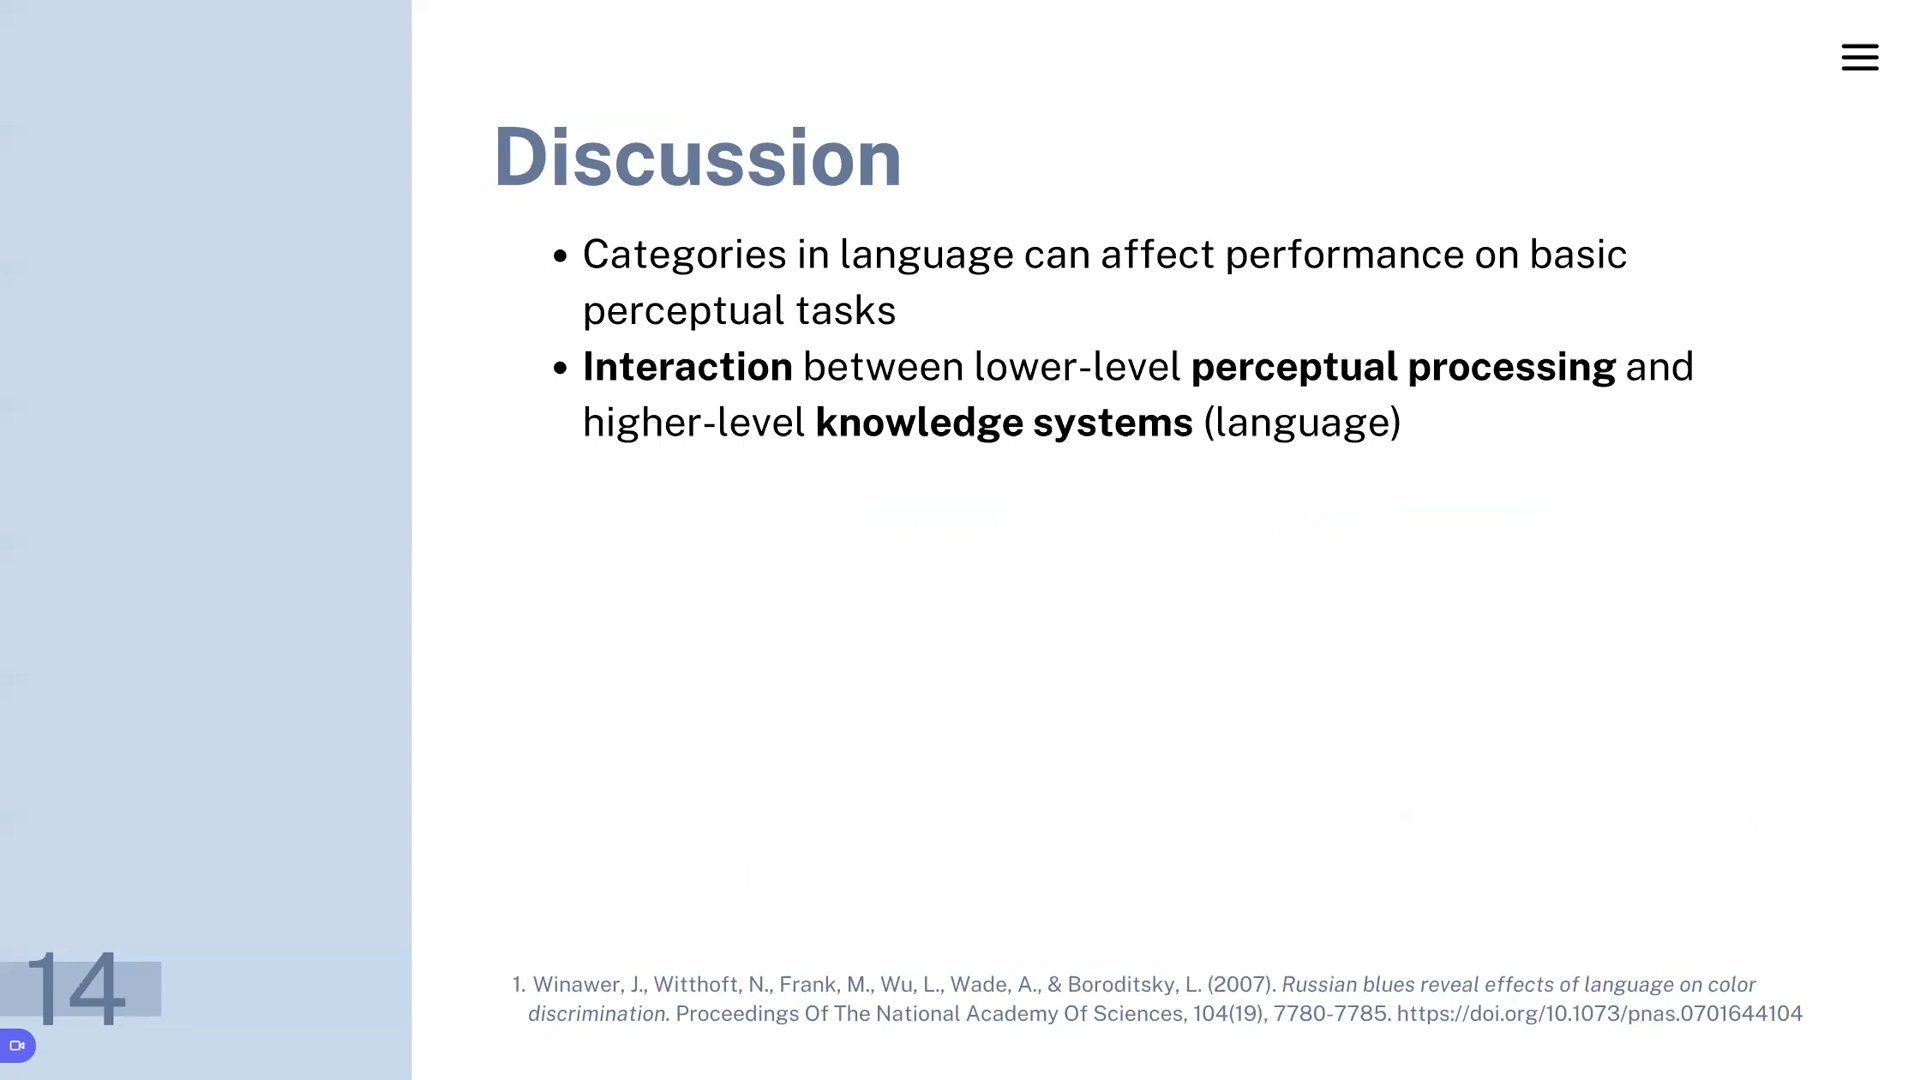 Discussion
• Categories in language can affect performance on basic
perceptual tasks
• Interaction between lower-level perceptual processing and
higher-level knowledge systems (language)
14
1. Winawer, J., Witthoft, N., Frank, M., Wu, L., Wade, A., & Boroditsky, L. (2007). Russian blues reveal effects of language on color
discrimination. Proceedings Of The National Academy Of Sciences, 104(19), 7780-7785. https://doi.org/10.1073/pnas.0701644104